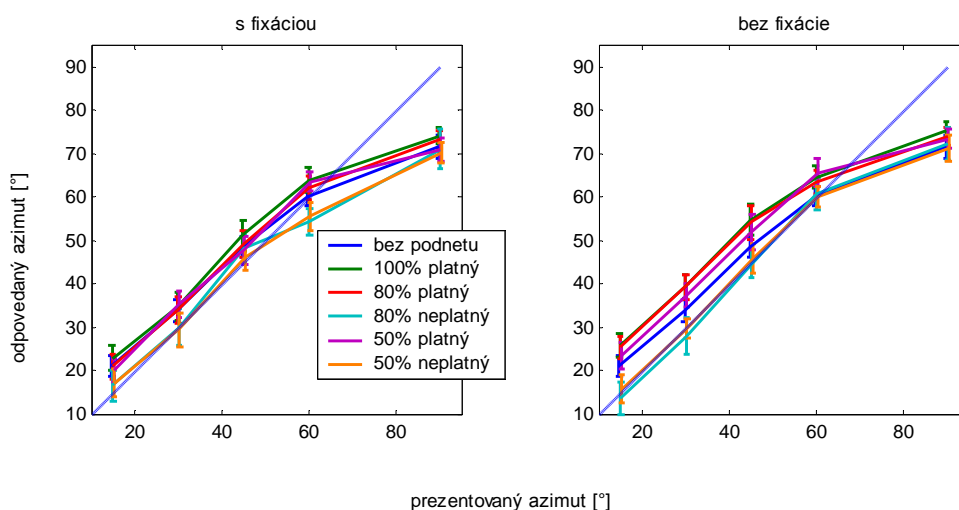 s fixáciou
bez fixácie
90
80
70
60
50
40
30
20
10
20
40
60
80
90
80
70
60
50
40
30
20
10
20
40
60
80
odpovedaný azimut [°]
bez podnetu
100% platný
80% platný
80% neplatný
50% platný
50% neplatný
prezentovaný azimut [°]